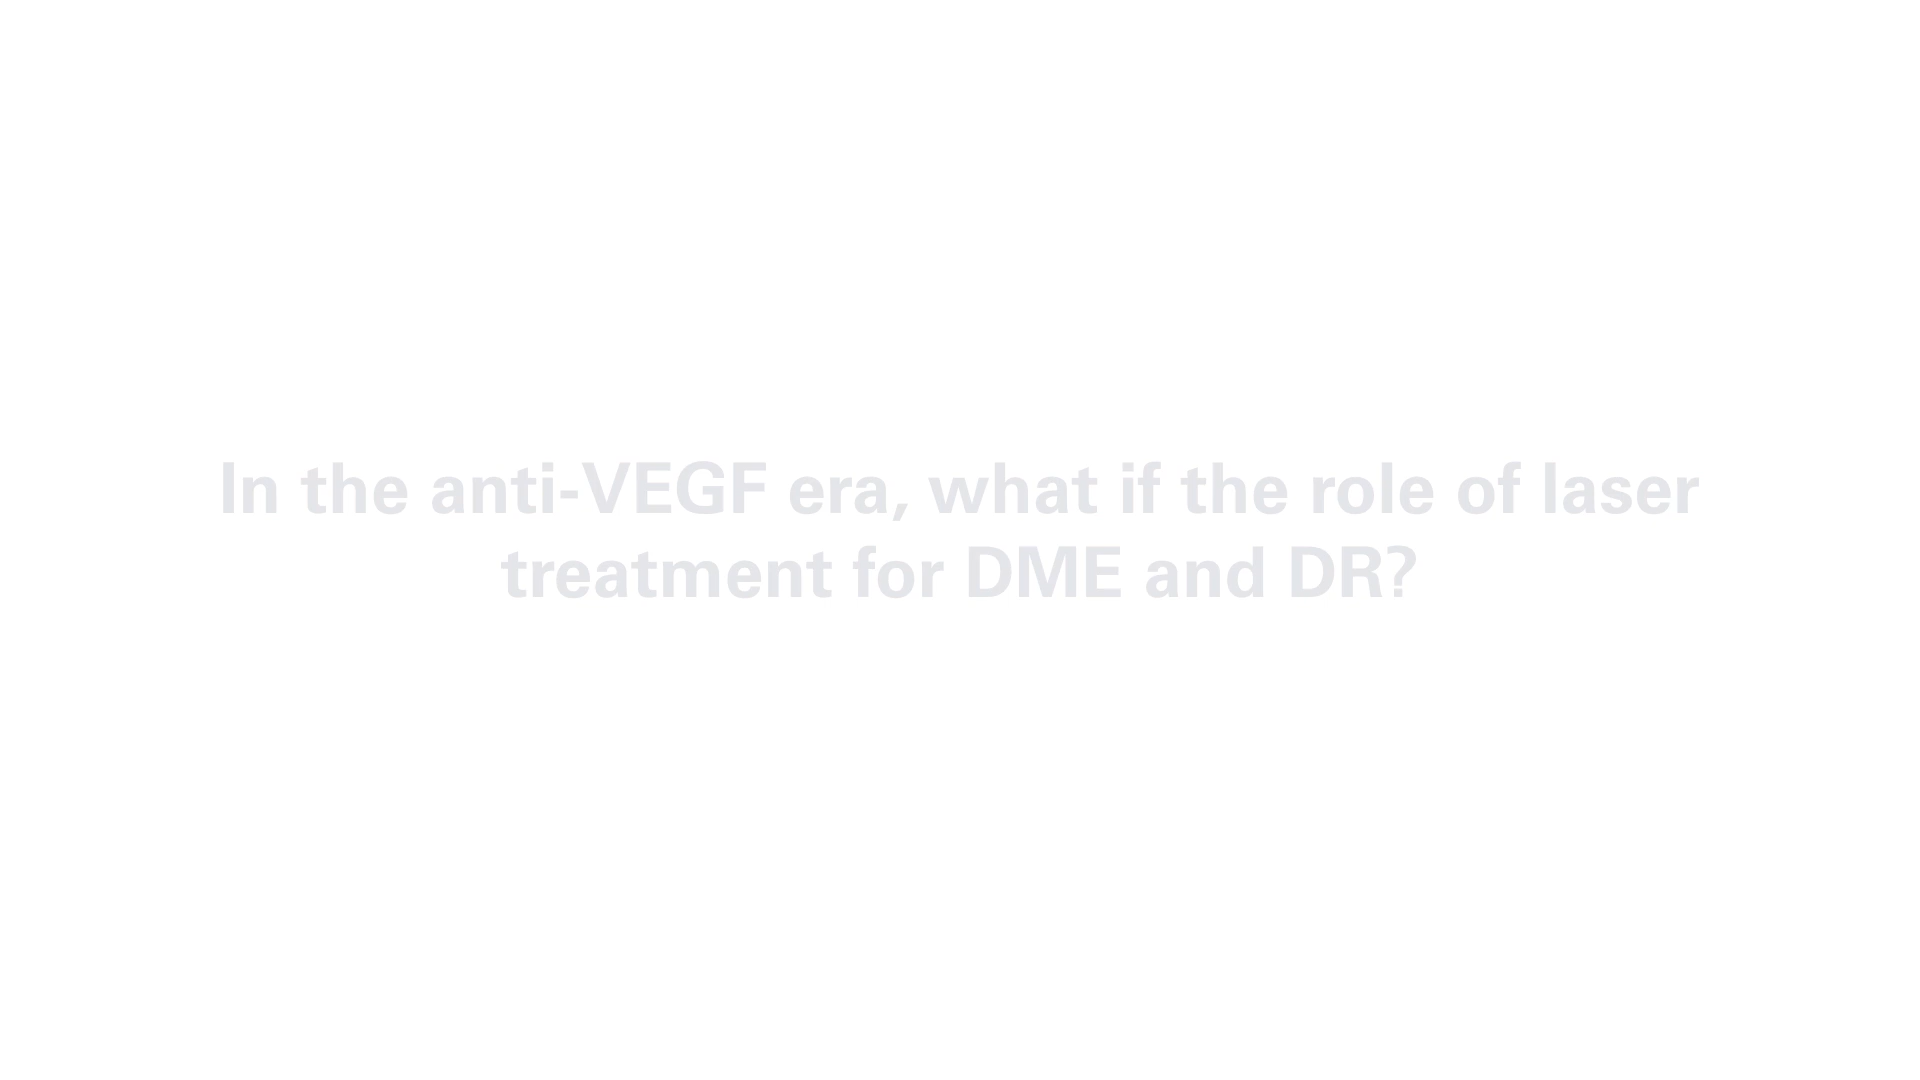 In the anti-VEGF era, what if the role of laser
treatment for DME and DR?